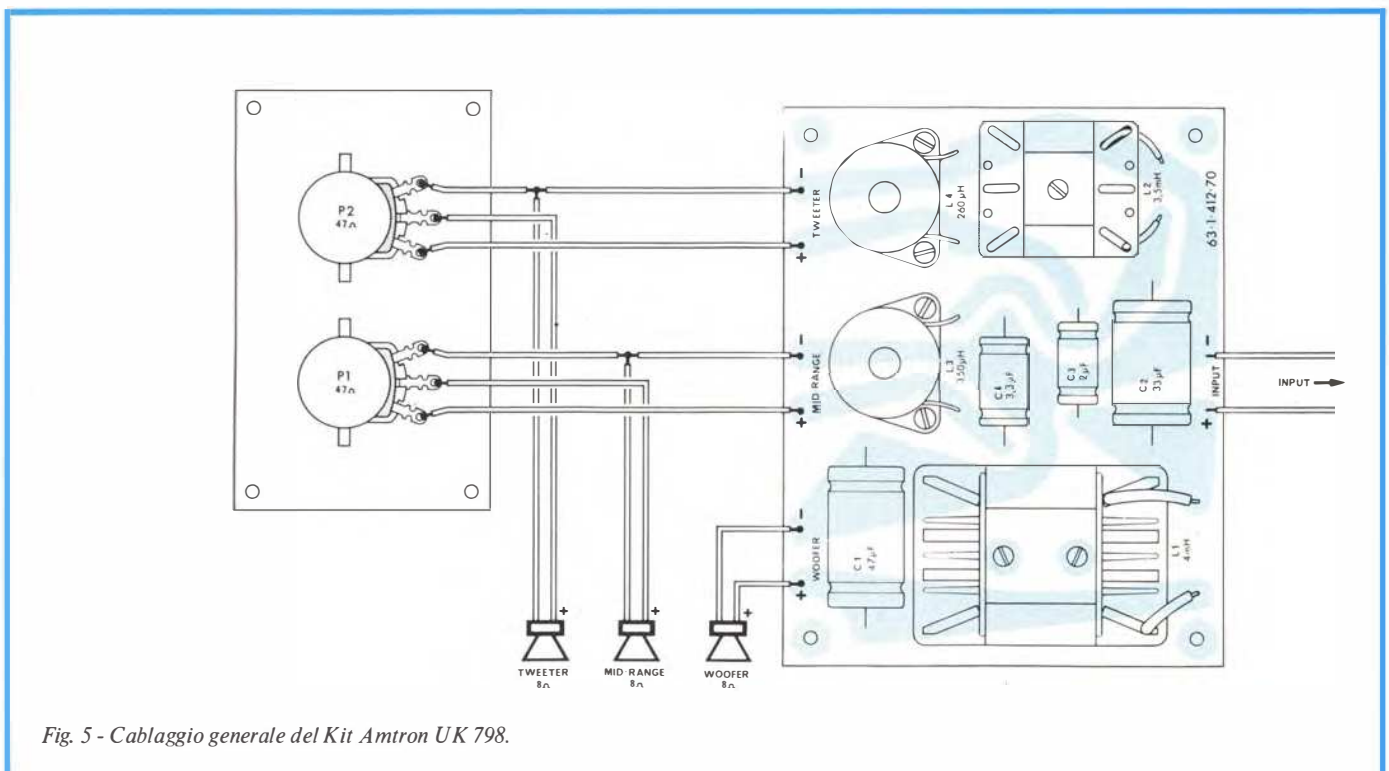 P2
47Ω
P1
47Ω
-
TWEETER
+
-
MID RANGE
+
-
WOOFER
+
L4
260 µH
L2
3,5mH
63-1-412-70
L3
350µH
C4
3,3µF
C3
2µF
C2
33µF
-
INPUT
+
INPUT
C1
47µF
L1
4mH
+
TWEETER
8Ω
+
MID-RANGE
8Ω
+
WOOFER
8Ω
Fig. 5 - Cablaggio generale del Kit Amtron UK 798.